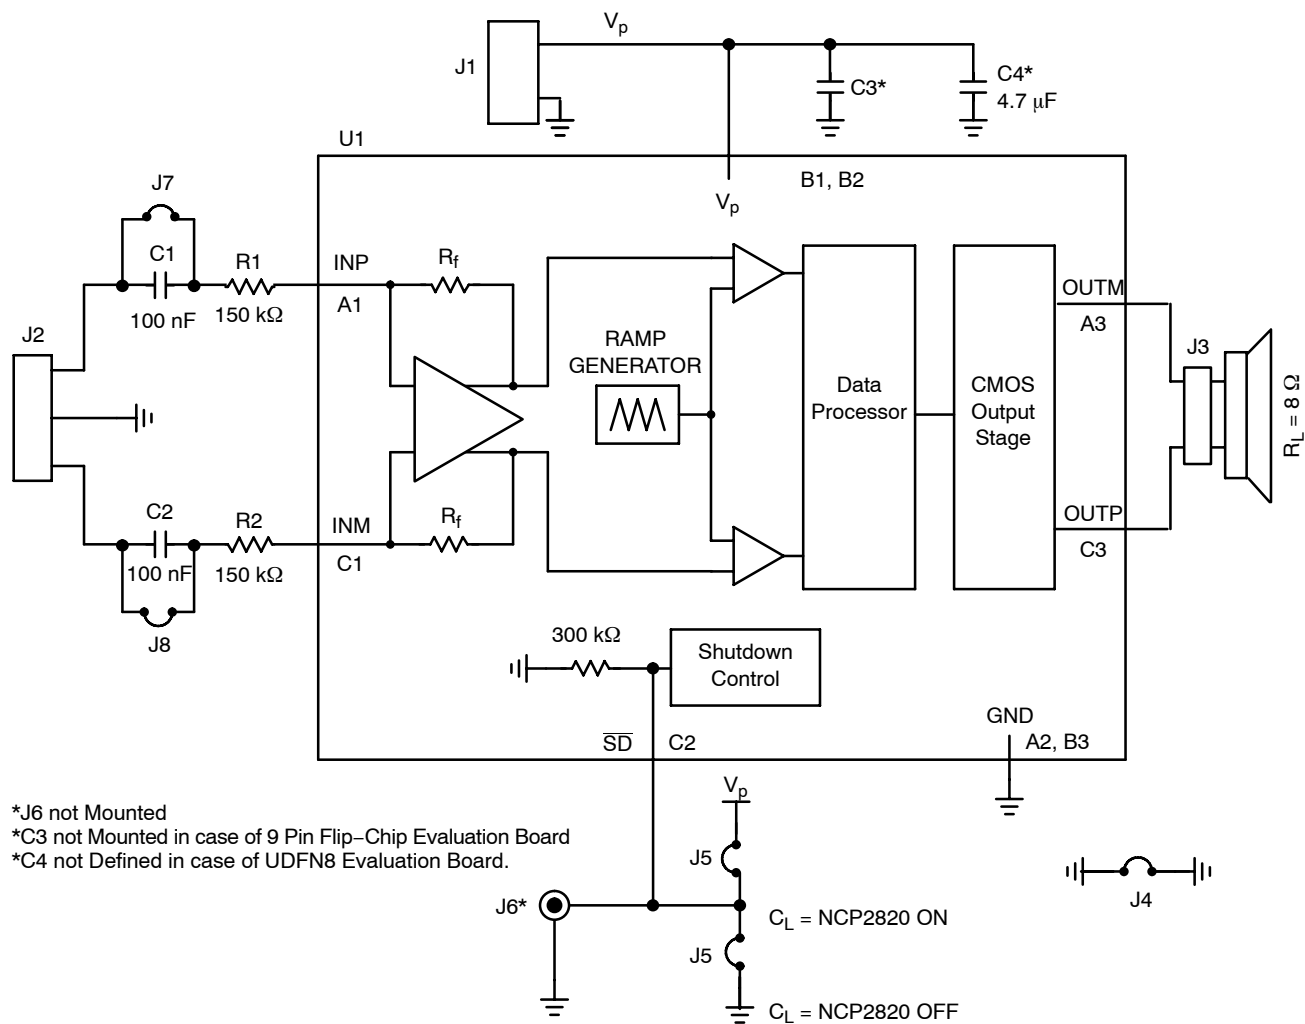 Vp
J1
C3*
C4*
4.7 μF
U1
B1, B2
Vp
J7
C1
100 nF
R1
150 kΩ
INP
A1
Rf
J2
RAMP
GENERATOR
Data
Processor
CMOS
Output
Stage
OUTM
A3
J3
RL = 8 Ω
OUTP
C3
C2
100 nF
R2
150 kΩ
INM
C1
Rf
J8
300 kΩ
Shutdown
Control
SD
C2
GND
A2, B3
*J6 not Mounted
*C3 not Mounted in case of 9 Pin Flip−Chip Evaluation Board
*C4 not Defined in case of UDFN8 Evaluation Board.
Vp
J5
J6*
CL = NCP2820 ON
J5
CL = NCP2820 OFF
J4